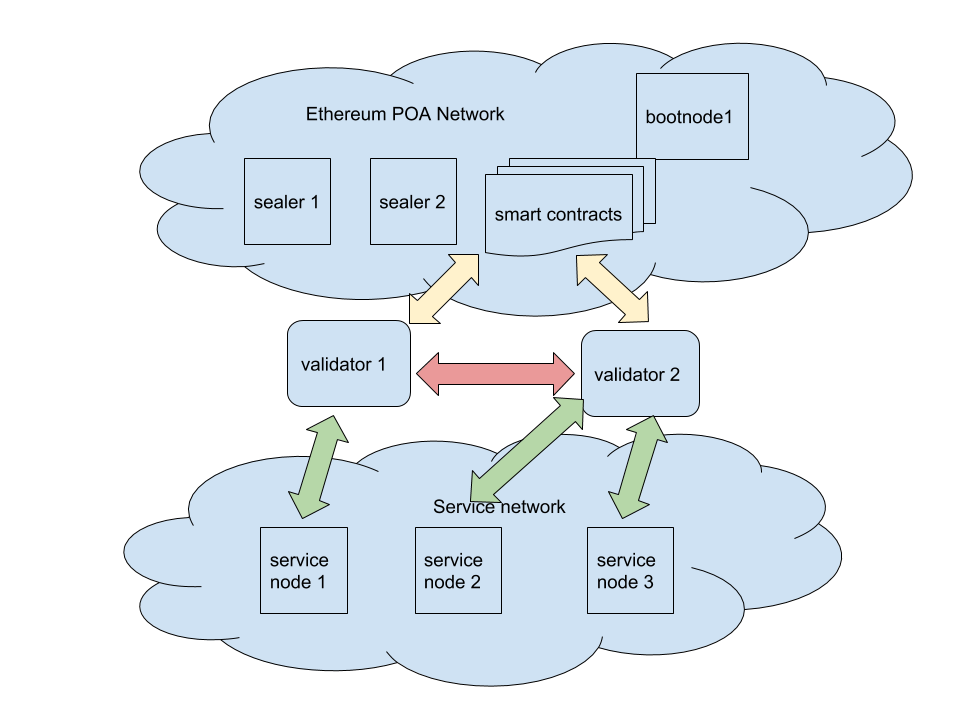 Ethereum POA Network
bootnode1
sealer 1
sealer 2
smart contracts
validator 1
validator 2
Service network
service
node 1
service
node 2
service
node 3